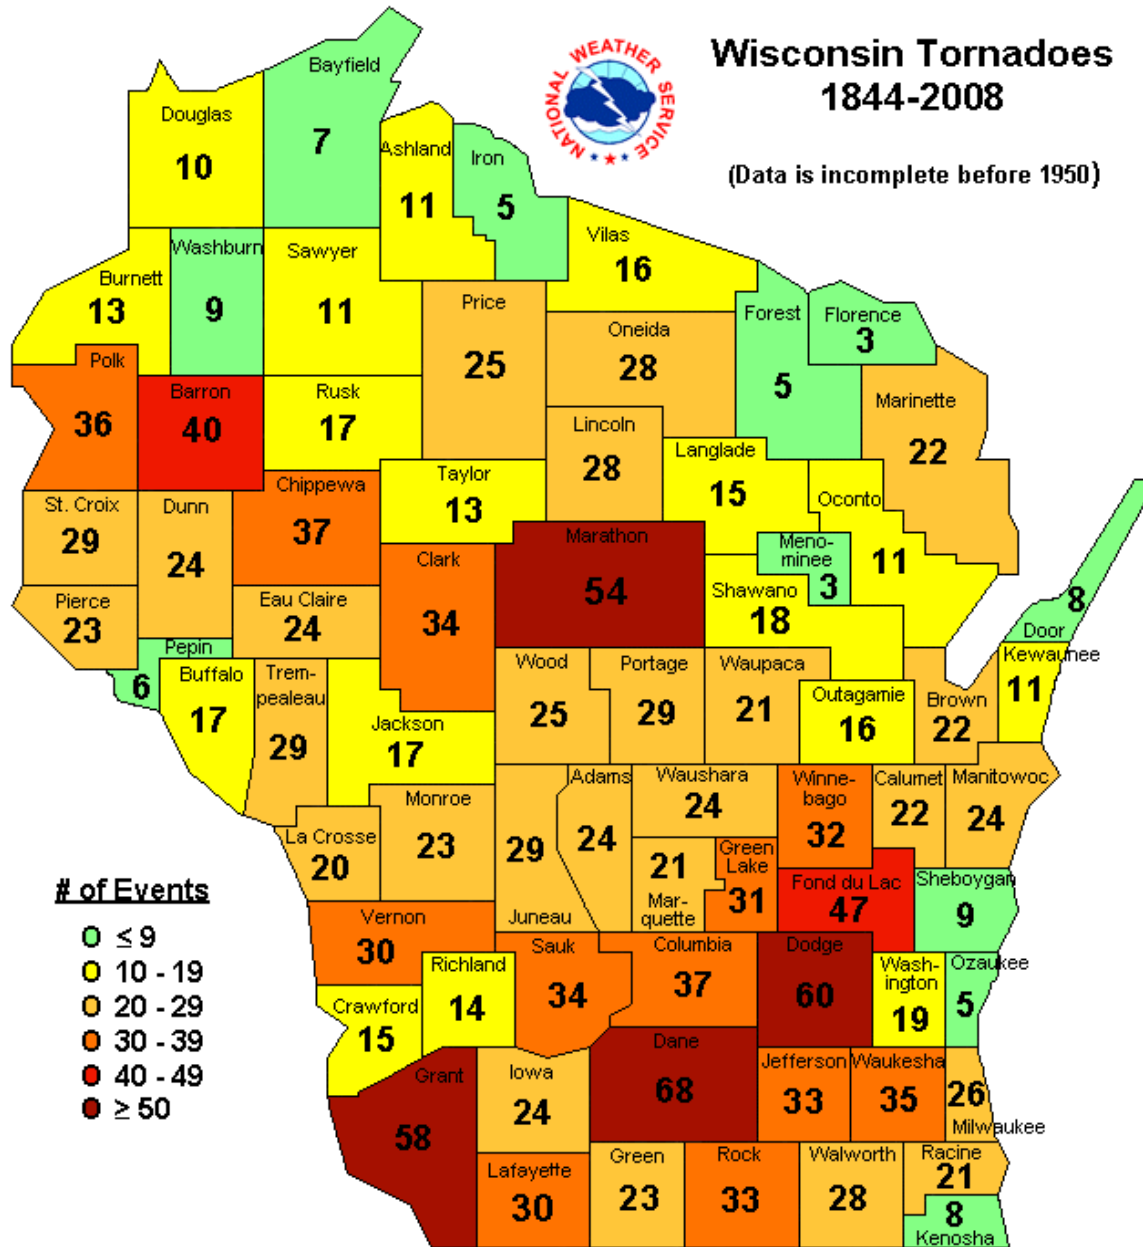 Wisconsin Tornadoes
1844-2008
(Data is incomplete before 1950)
NATIONAL WEATHER SERVICE
Bayfield
7
Douglas
10
Ashland
11
Iron
5
Vilas
16
Washburn
9
Sawyer
11
Burnett
13
Price
25
Oneida
28
Forest
5
Florence
3
Polk
36
Barron
40
Rusk
17
Marinette
22
Lincoln
28
Langlade
15
Taylor
13
Chippewa
37
Oconto
11
St. Croix
29
Dunn
24
Clark
34
Marathon
54
Meno-
minee
3
Shawano
18
Pierce
23
Eau Claire
24
8
Door
Pepin
6
Buffalo
17
Trem-
pealeau
29
Jackson
17
Wood
25
Portage
29
Waupaca
21
Outagamie
16
Brown
22
Kewaunee
11
Monroe
23
Adams
24
Waushara
24
Winne-
bago
32
Calumet
22
Manitowoc
24
La Crosse
20
29
Juneau
21
Mar-
quette
Green
Lake
31
Fond du Lac
47
Sheboygan
9
Vernon
30
Sauk
34
Columbia
37
Dodge
60
Wash-
ington
19
Ozaukee
5
Richland
14
Crawford
15
Grant
58
Iowa
24
Dane
68
Jefferson
33
Waukesha
35
26
Milwaukee
Lafayette
30
Green
23
Rock
33
Walworth
28
Racine
21
8
Kenosha
# of Events
≤ 9
10 - 19
20 - 29
30 - 39
40 - 49
≥ 50